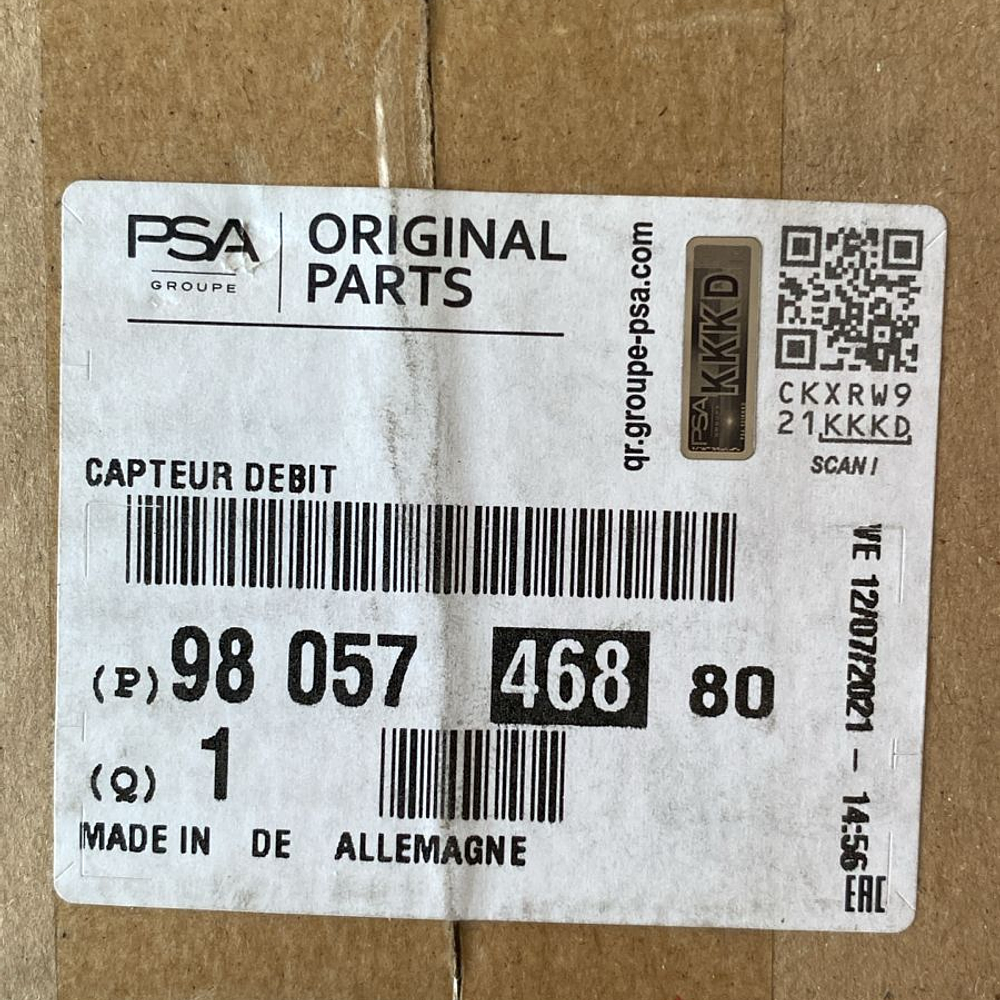 PSA
GROUPE
ORIGINAL
PARTS
qr.groupe-psa.com
KKKD
PSA
CKXRW9
21KKKD
SCAN!
CAPTEUR DEBIT
(P) 98 057 468 80
(Q) 1
MADE IN DE ALLEMAGNE
WE 12/07/2021 - 14:56
EAC